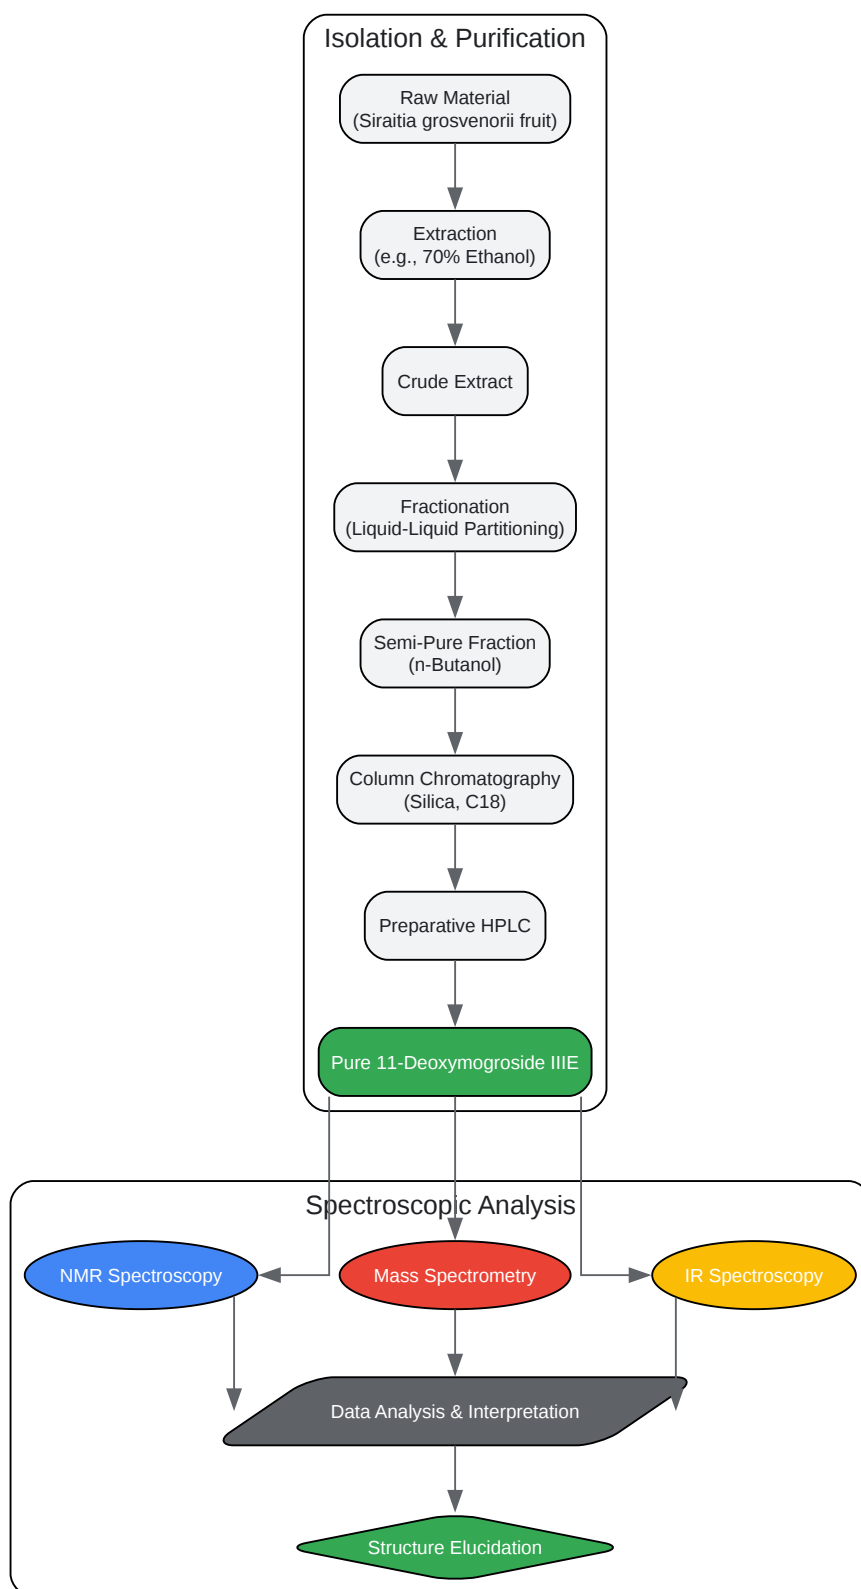 Isolation & Purification
Raw Material
(Siraitia grosvenorii fruit)
Extraction
(e.g., 70% Ethanol)
Crude Extract
Fractionation
(Liquid-Liquid Partitioning)
Semi-Pure Fraction
(n-Butanol)
Column Chromatography
(Silica, C18)
Preparative HPLC
Pure 11-Deoxymogroside IIIE
Spectroscopic Analysis
NMR Spectroscopy
Mass Spectrometry
IR Spectroscopy
Data Analysis & Interpretation
Structure Elucidation